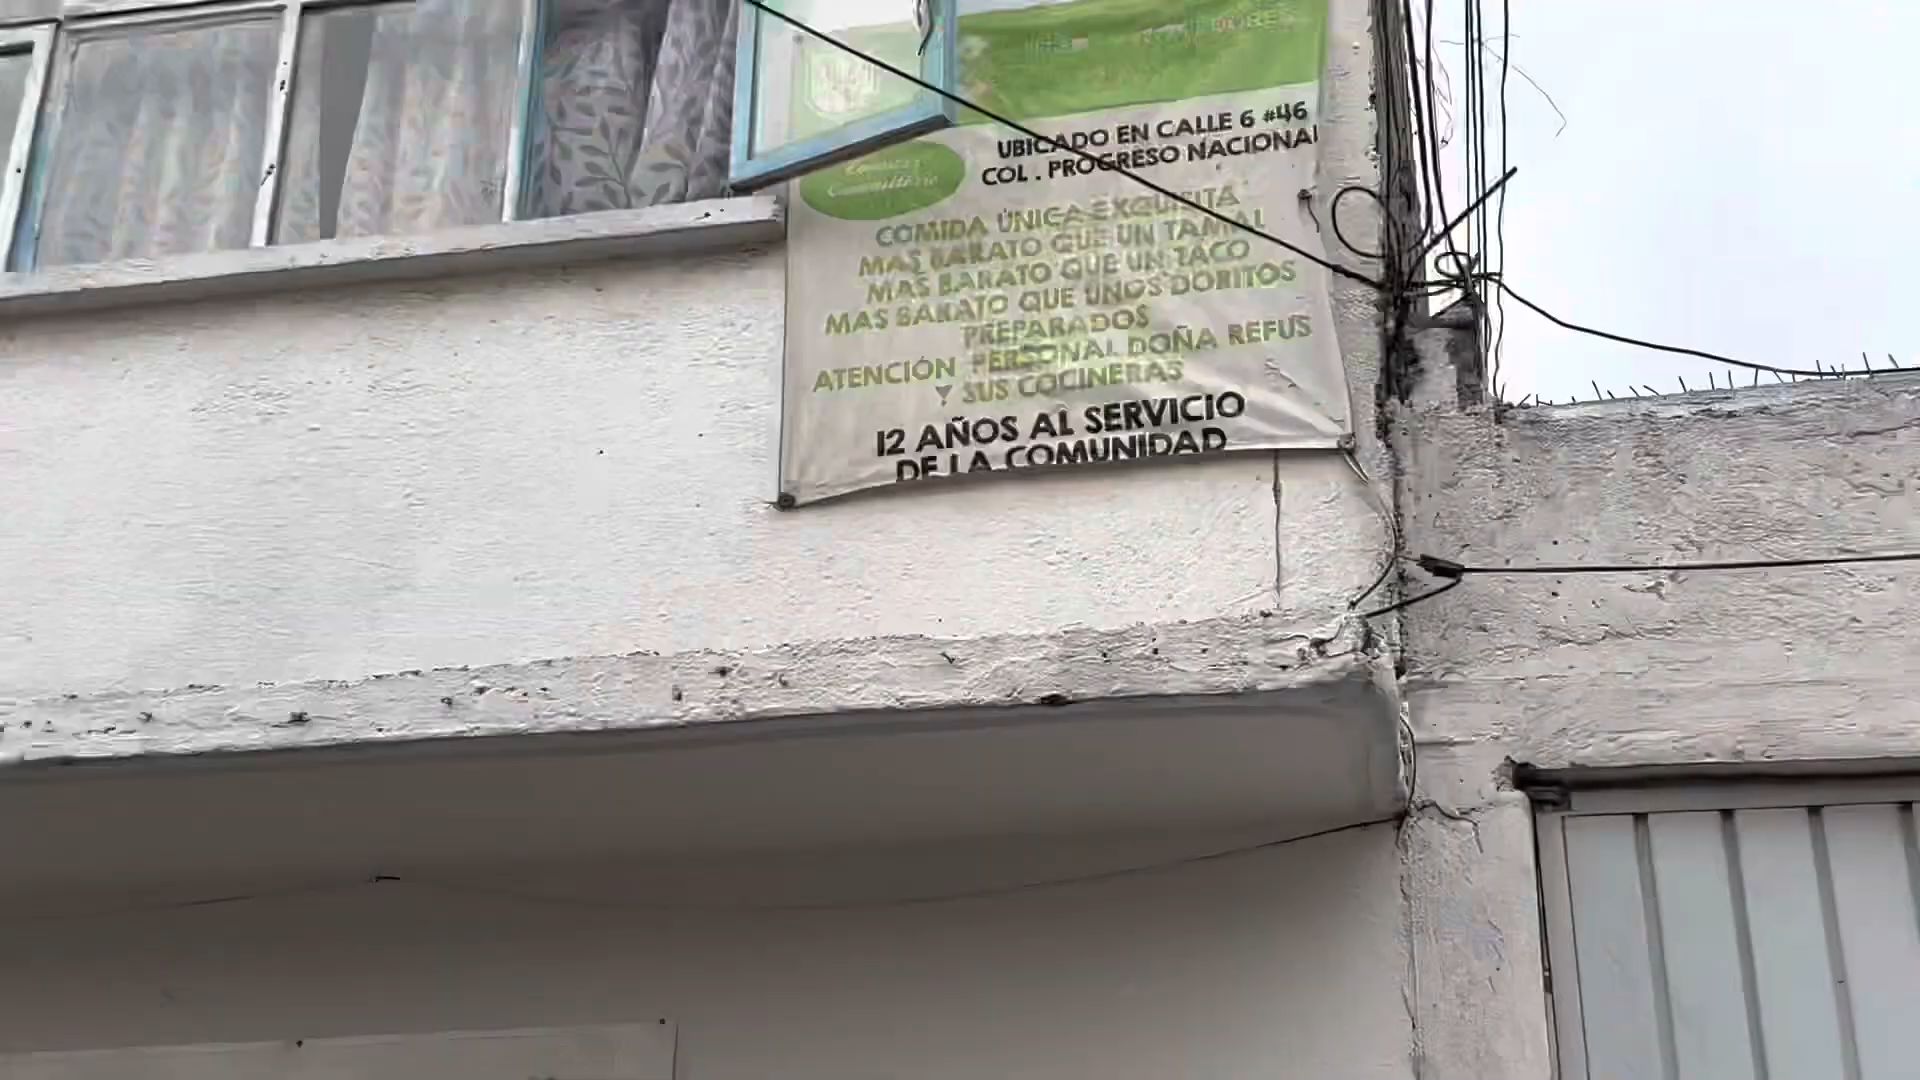 UBICADO EN CALLE 6 #46
COL . PROGRESO NACIONAL
Comunitario
COMIDA ÚNICA EXQUISITA
MAS BARATO QUE UN TAMAL
MAS BARATO QUE UN TACO
MAS BARATO QUE UNOS DORITOS
PREPARADOS
ATENCIÓN PERSONAL DOÑA REFUS
Y SUS COCINERAS
12 AÑOS AL SERVICIO
DE LA COMUNIDAD